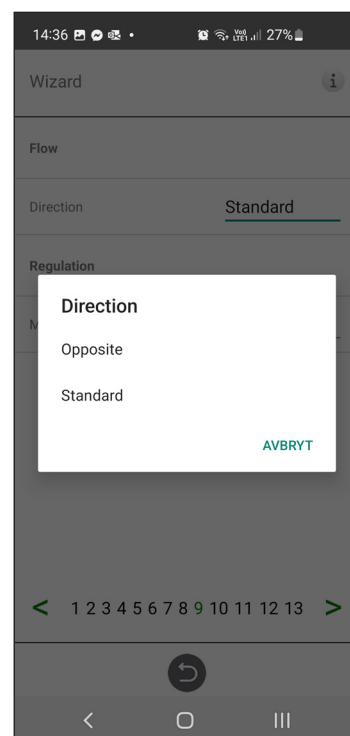 14:36 27%
Wizard
Flow
Direction Standard
Regulation
Direction
Opposite
Standard
AVBRYT
< 1 2 3 4 5 6 7 8 9 10 11 12 13 >